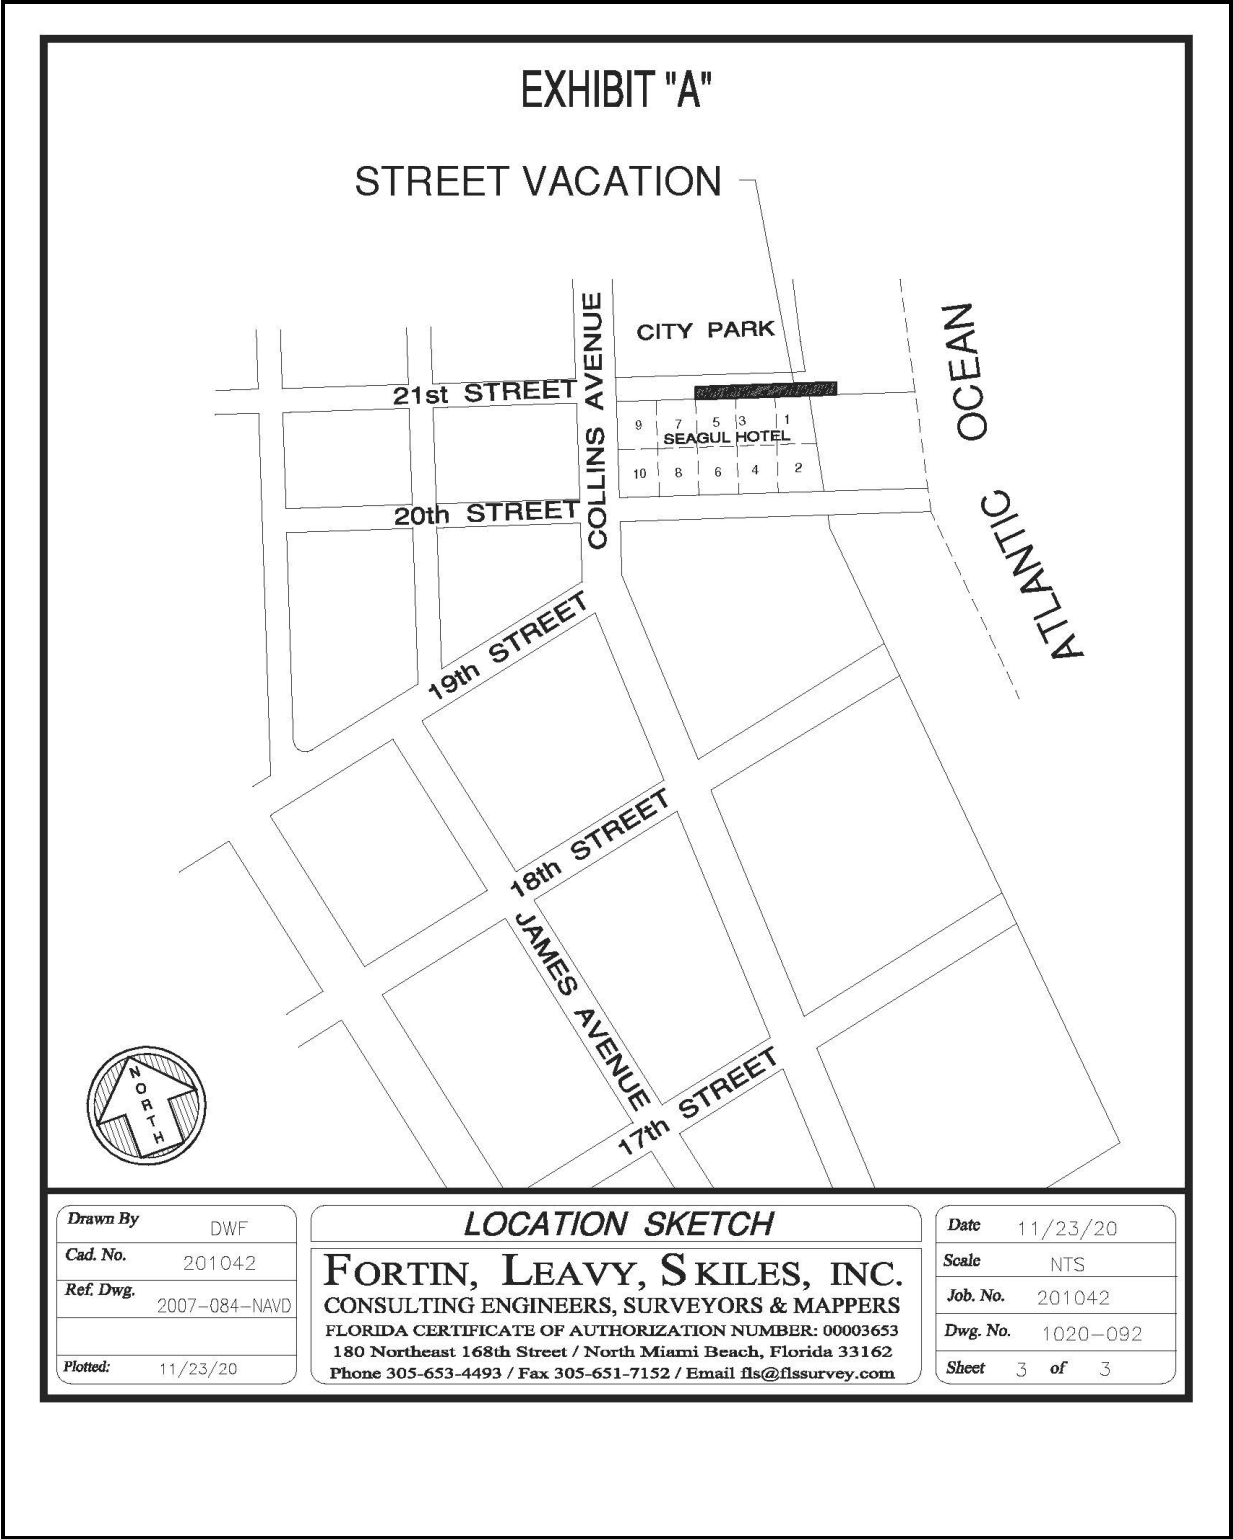 EXHIBIT "A"
STREET VACATION
CITY PARK
COLLINS AVENUE
21st STREET
9 7 5 3 1
SEAGUL HOTEL
10 8 6 4 2
20th STREET
ATLANTIC OCEAN
19th STREET
18th STREET
JAMES AVENUE
17th STREET
NORTH
Drawn By DWF
Cad. No. 201042
Ref. Dwg. 2007-084-NAVD
Plotted: 11/23/20
LOCATION SKETCH
FORTIN, LEAVY, SKILES, INC.
CONSULTING ENGINEERS, SURVEYORS & MAPPERS
FLORIDA CERTIFICATE OF AUTHORIZATION NUMBER: 00003653
180 Northeast 168th Street / North Miami Beach, Florida 33162
Phone 305-653-4493 / Fax 305-651-7152 / Email fls@flssurvey.com
Date 11/23/20
Scale NTS
Job. No. 201042
Dwg. No. 1020-092
Sheet 3 of 3